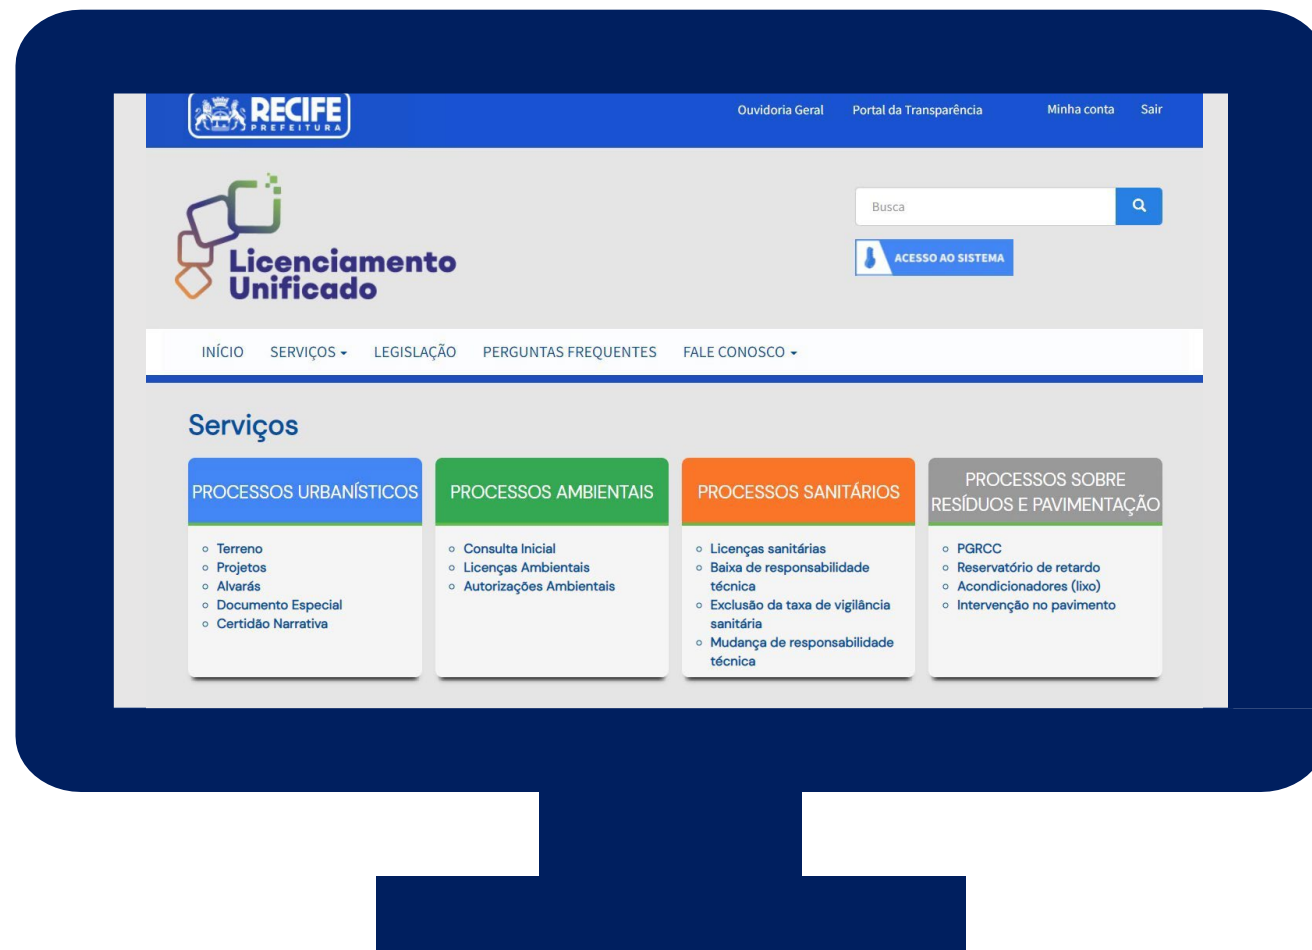 RECIFE
PREFEITURA
Ouvidoria Geral
Portal da Transparência
Minha conta
Sair
Licenciamento
Unificado
Busca
ACESSO AO SISTEMA
INÍCIO
SERVIÇOS
LEGISLAÇÃO
PERGUNTAS FREQUENTES
FALE CONOSCO
Serviços
PROCESSOS URBANÍSTICOS
Terreno
Projetos
Alvarás
Documento Especial
Certidão Narrativa
PROCESSOS AMBIENTAIS
Consulta Inicial
Licenças Ambientais
Autorizações Ambientais
PROCESSOS SANITÁRIOS
Licenças sanitárias
Baixa de responsabilidade
técnica
Exclusão da taxa de vigilância
sanitária
Mudança de responsabilidade
técnica
PROCESSOS SOBRE
RESÍDUOS E PAVIMENTAÇÃO
PGRCC
Reservatório de retardo
Acondicionadores (lixo)
Intervenção no pavimento